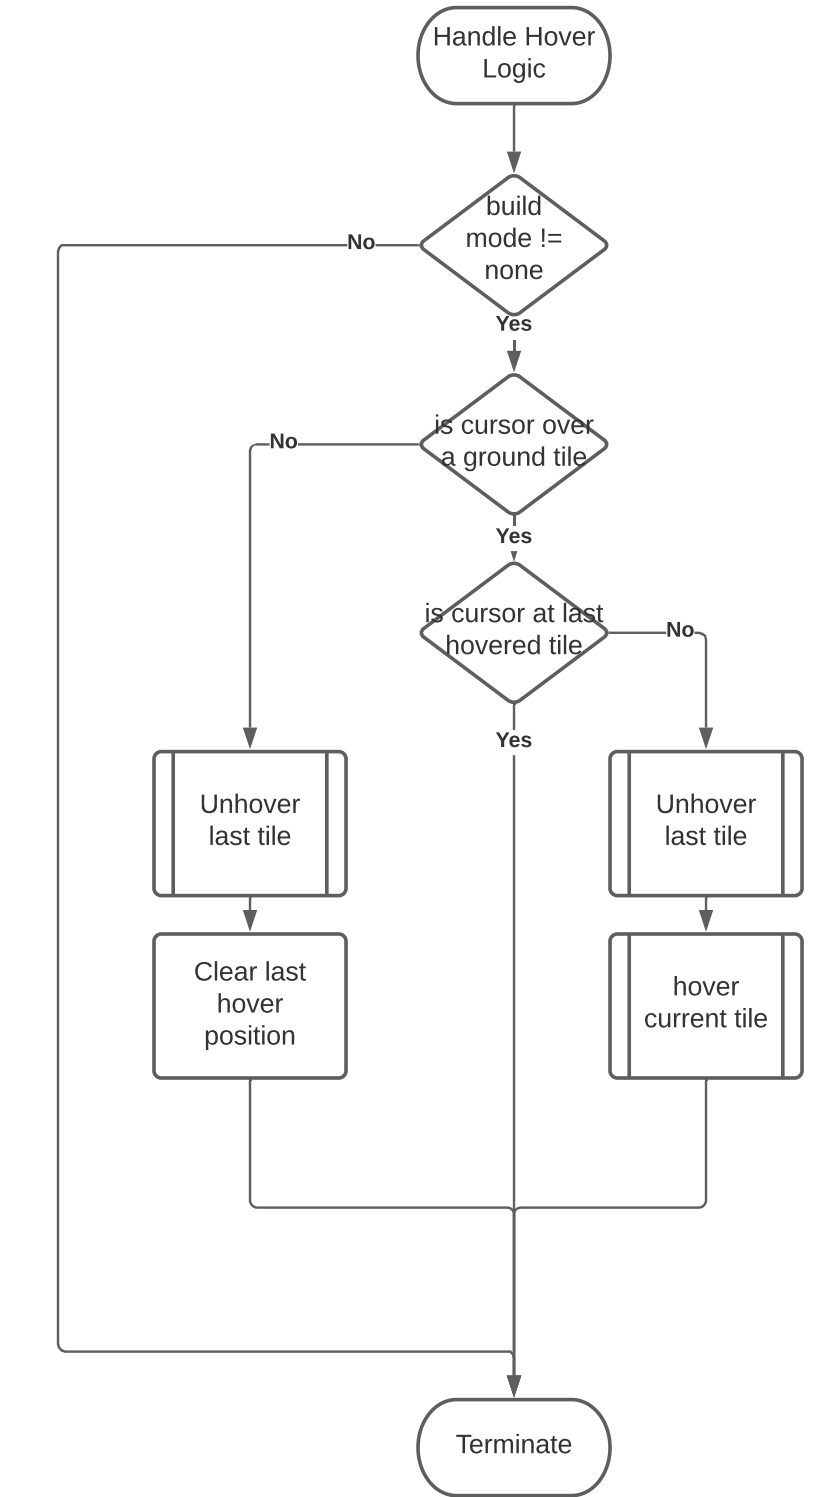 Handle Hover
Logic
build
mode !=
none
No
Yes
is cursor over
a ground tile
No
Yes
is cursor at last
hovered tile
No
Yes
Unhover
last tile
Unhover
last tile
Clear last
hover
position
hover
current tile
Terminate